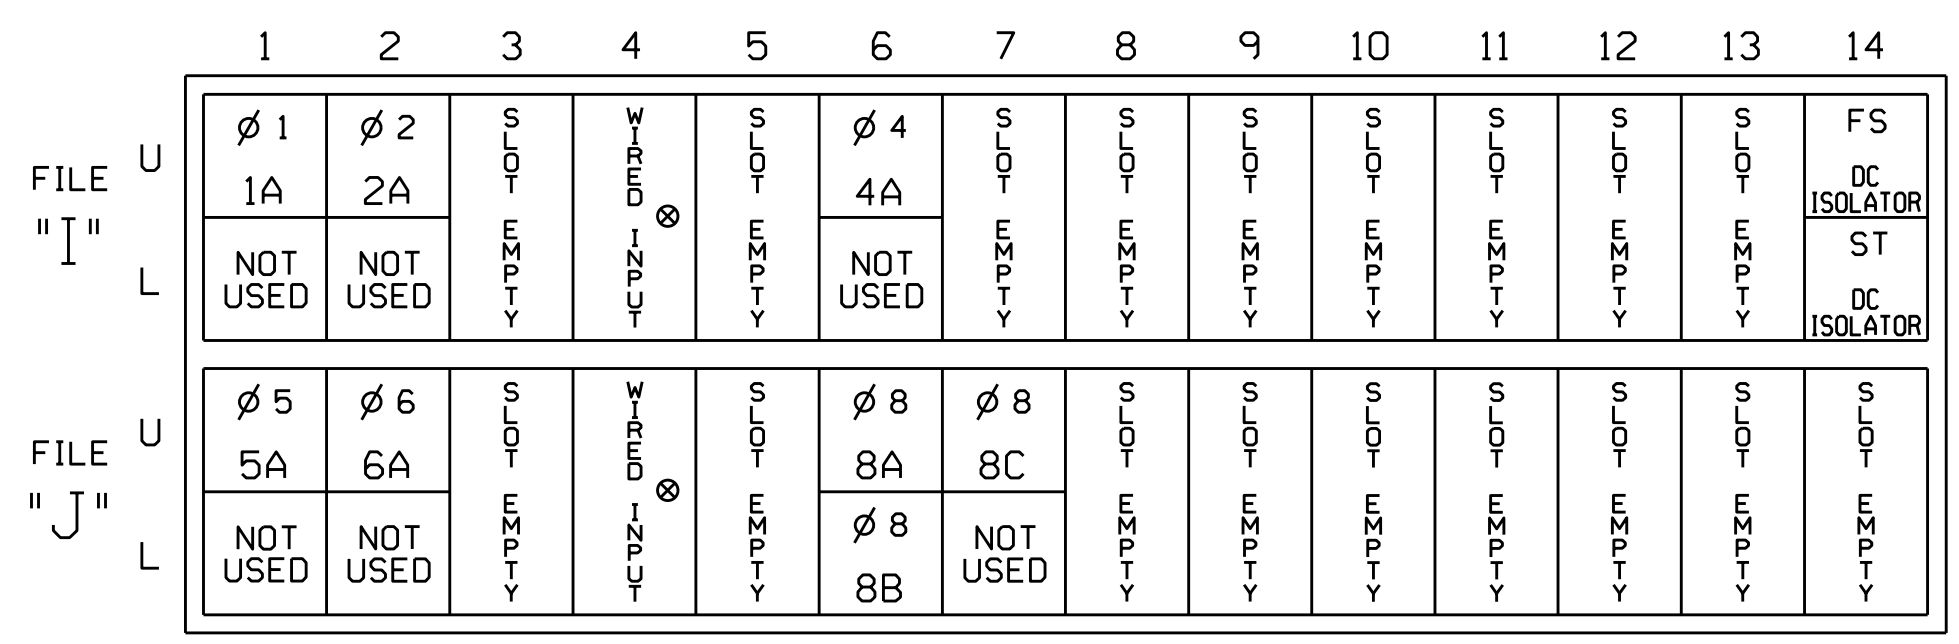 1 2 3 4 5 6 7 8 9 10 11 12 13 14
FILE
"I"
U
L
Ø 1
1A
NOT
USED
Ø 2
2A
NOT
USED
SLOT EMPTY
WIRED INPUT ⊗
SLOT EMPTY
Ø 4
4A
NOT
USED
SLOT EMPTY
SLOT EMPTY
SLOT EMPTY
SLOT EMPTY
SLOT EMPTY
SLOT EMPTY
SLOT EMPTY
FS
DC
ISOLATOR
ST
DC
ISOLATOR
FILE
"J"
U
L
Ø 5
5A
NOT
USED
Ø 6
6A
NOT
USED
SLOT EMPTY
WIRED INPUT ⊗
SLOT EMPTY
Ø 8
8A
Ø 8
8B
Ø 8
8C
NOT
USED
SLOT EMPTY
SLOT EMPTY
SLOT EMPTY
SLOT EMPTY
SLOT EMPTY
SLOT EMPTY
SLOT EMPTY